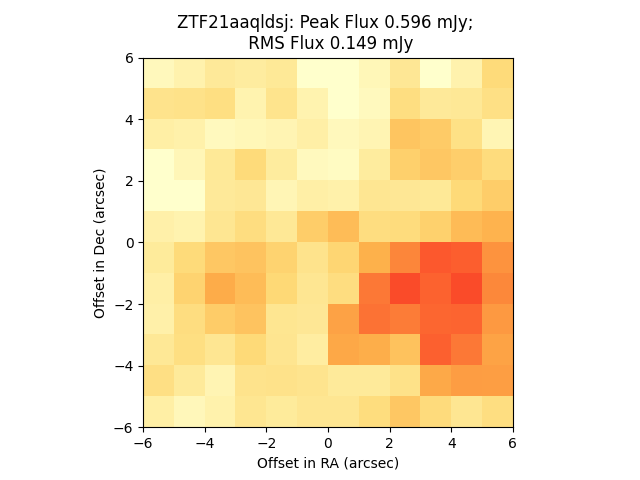 ZTF21aaqldsj: Peak Flux 0.596 mJy;
RMS Flux 0.149 mJy
6
4
2
0
−2
−4
−6
Offset in Dec (arcsec)
−6 −4 −2 0 2 4 6
Offset in RA (arcsec)